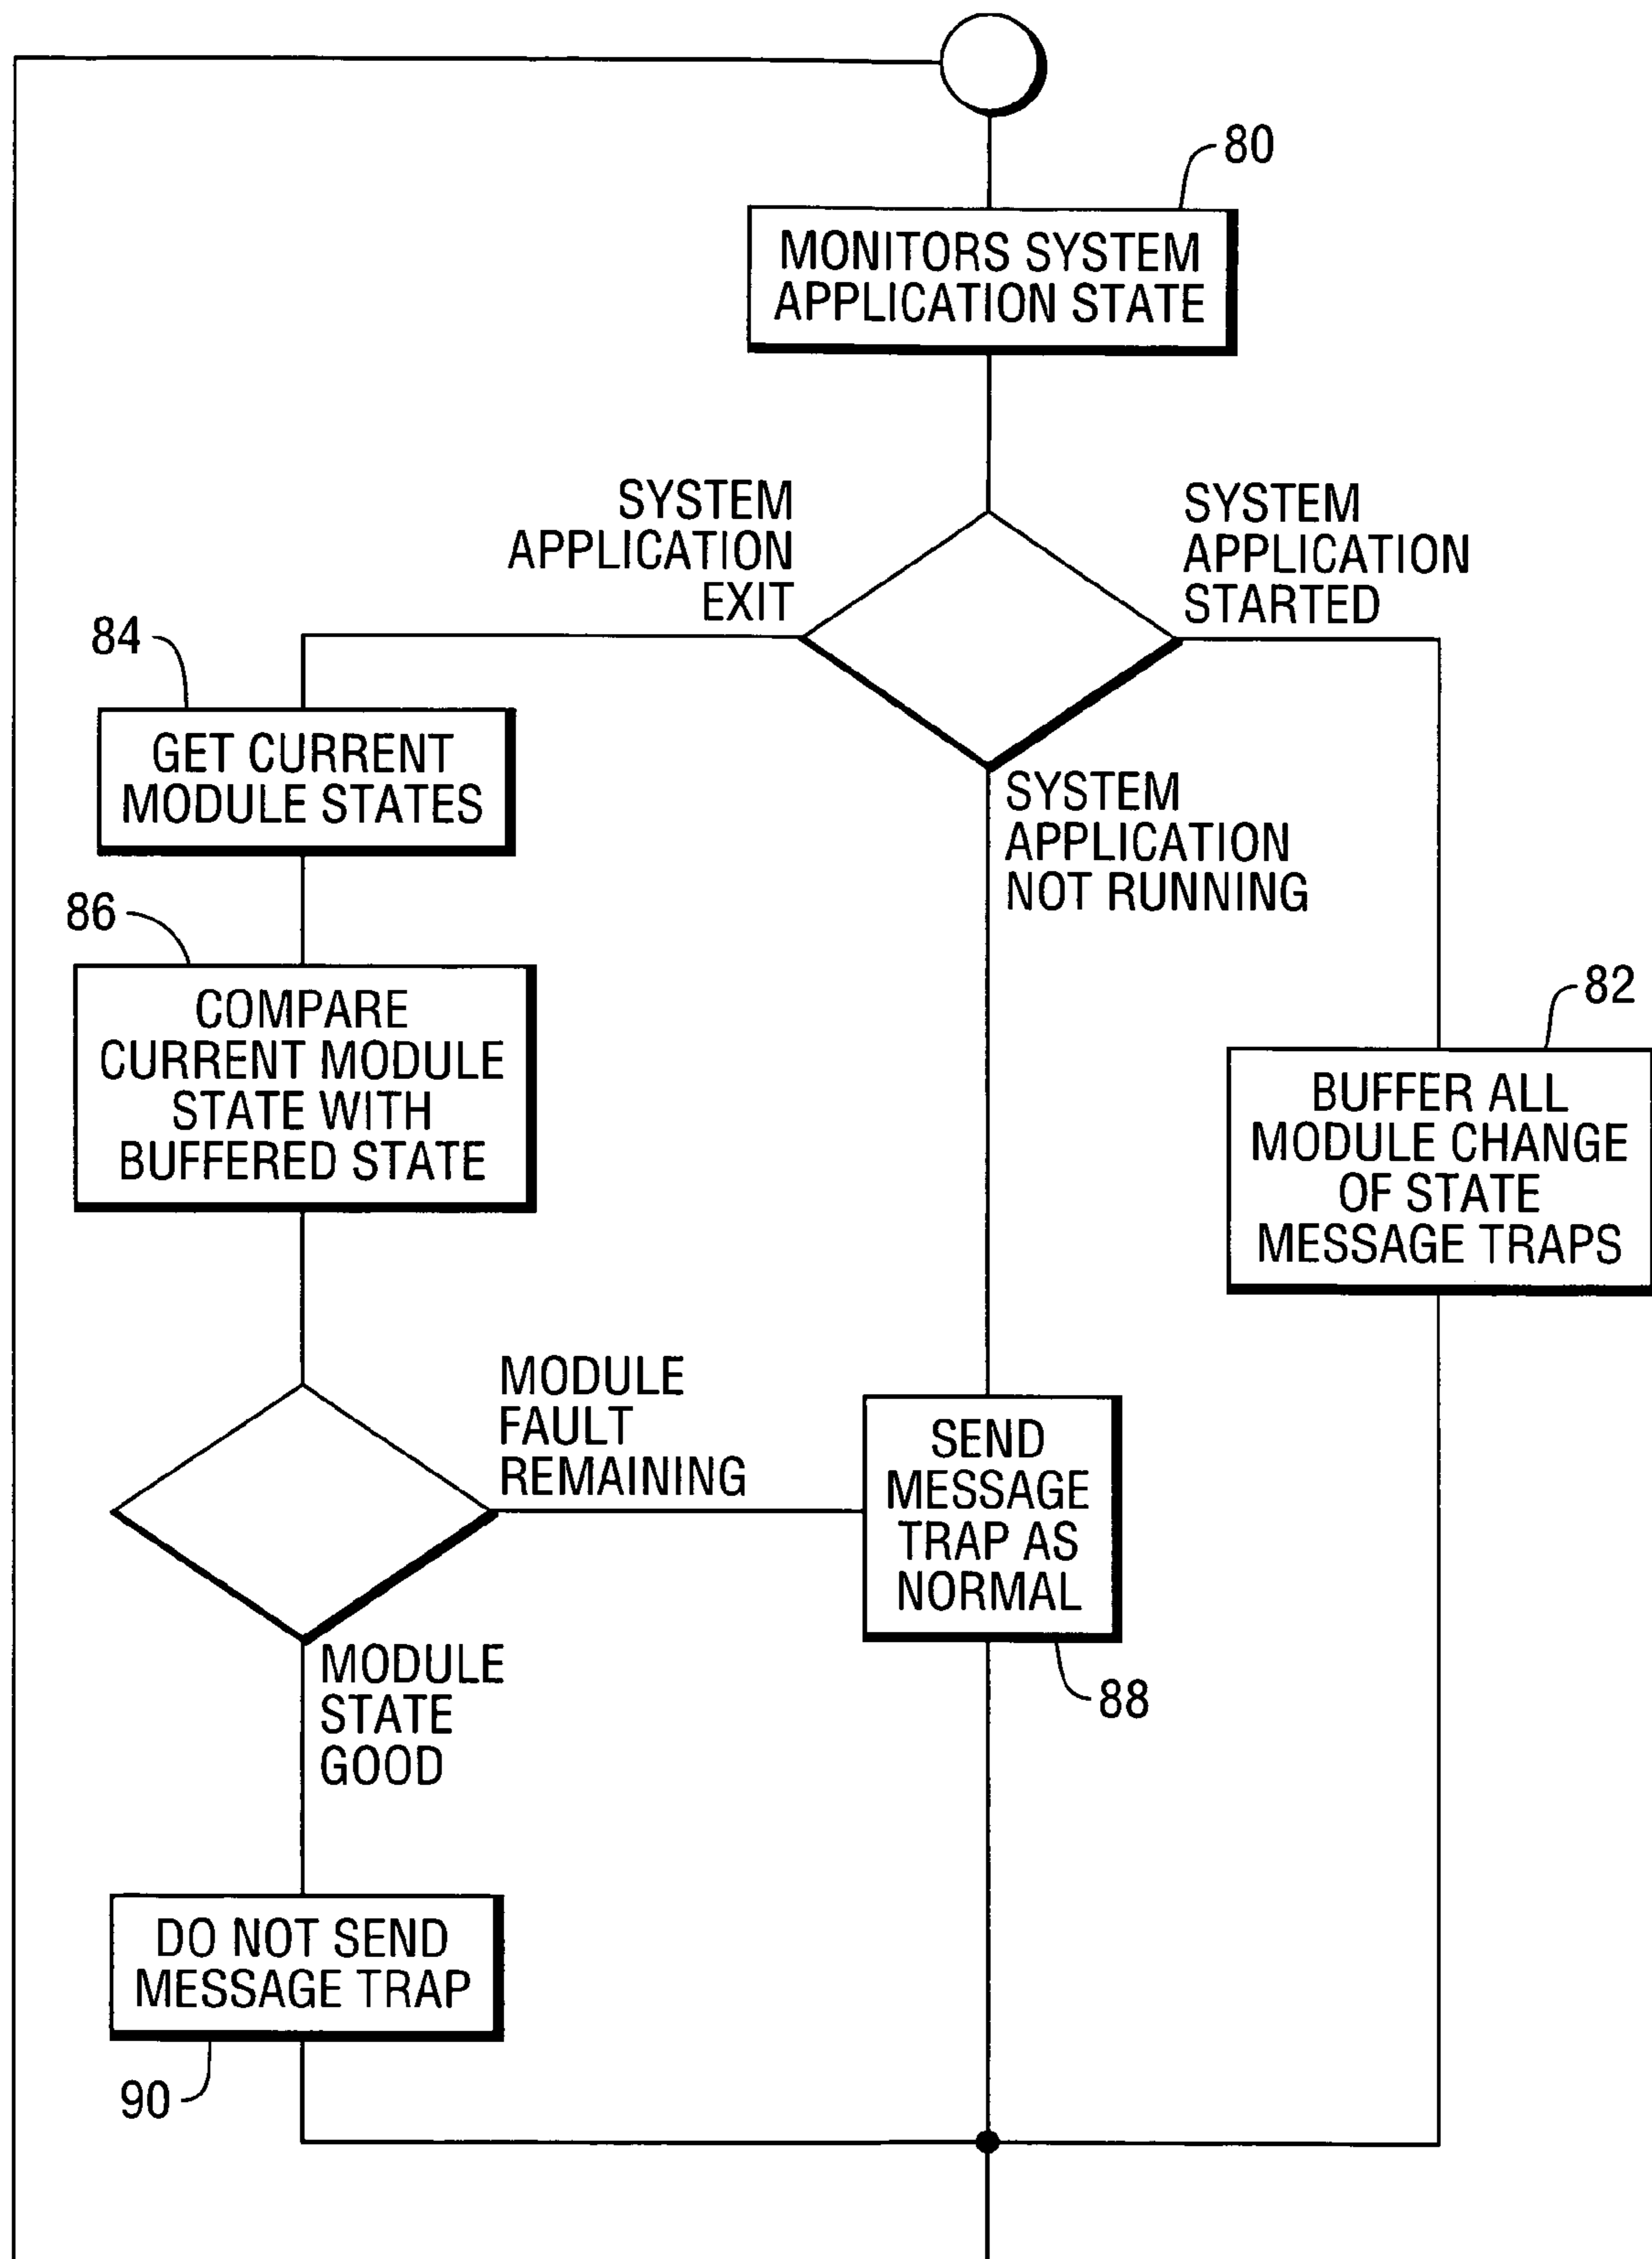 80
MONITORS SYSTEM
APPLICATION STATE
SYSTEM
APPLICATION
EXIT
SYSTEM
APPLICATION
STARTED
84
GET CURRENT
MODULE STATES
SYSTEM
APPLICATION
NOT RUNNING
86
COMPARE
CURRENT MODULE
STATE WITH
BUFFERED STATE
82
BUFFER ALL
MODULE CHANGE
OF STATE
MESSAGE TRAPS
MODULE
FAULT
REMAINING
SEND
MESSAGE
TRAP AS
NORMAL
88
MODULE
STATE
GOOD
DO NOT SEND
MESSAGE TRAP
90